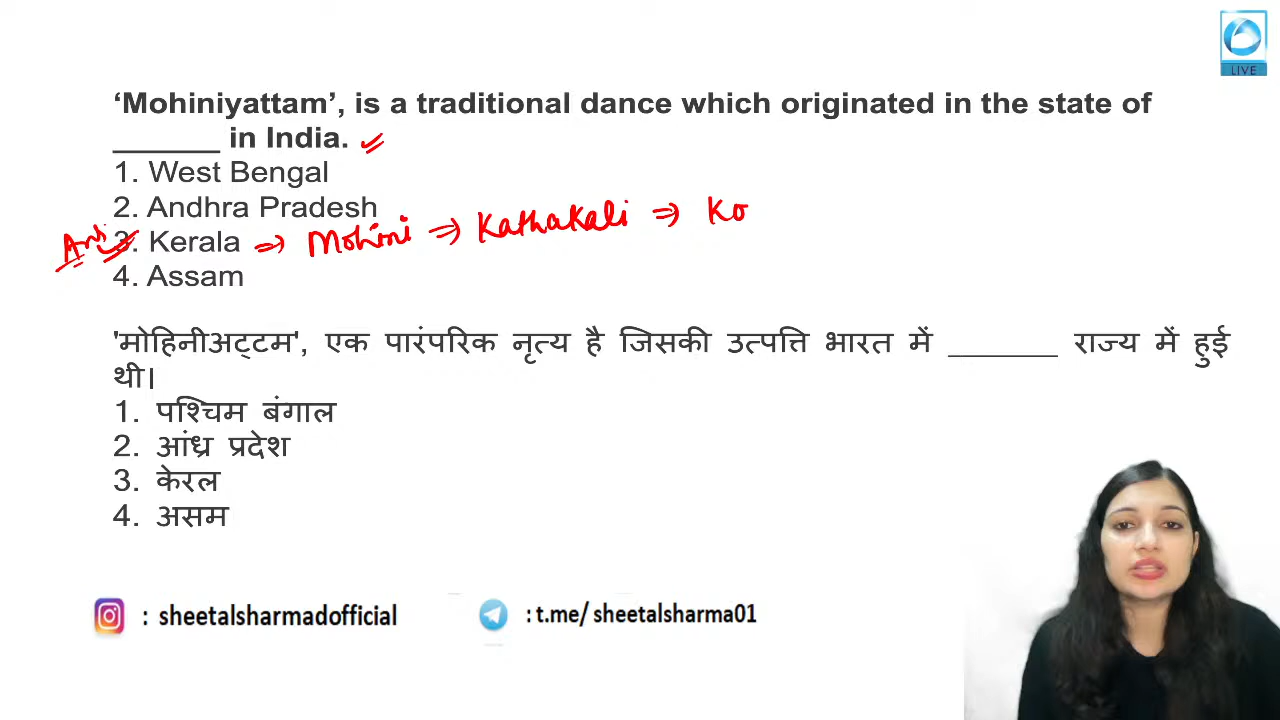 LIVE
‘Mohiniyattam’, is a traditional dance which originated in the state of
_______ in India.
1. West Bengal
2. Andhra Pradesh
Ans 3. Kerala ⇒ Mohini ⇒ Kathakali ⇒ Ko
4. Assam
'मोहिनीअट्टम', एक पारंपरिक नृत्य है जिसकी उत्पत्ति भारत में _______ राज्य में हुई
थी।
1. पश्चिम बंगाल
2. आंध्र प्रदेश
3. केरल
4. असम
: sheetalsharmadofficial
: t.me/ sheetalsharma01